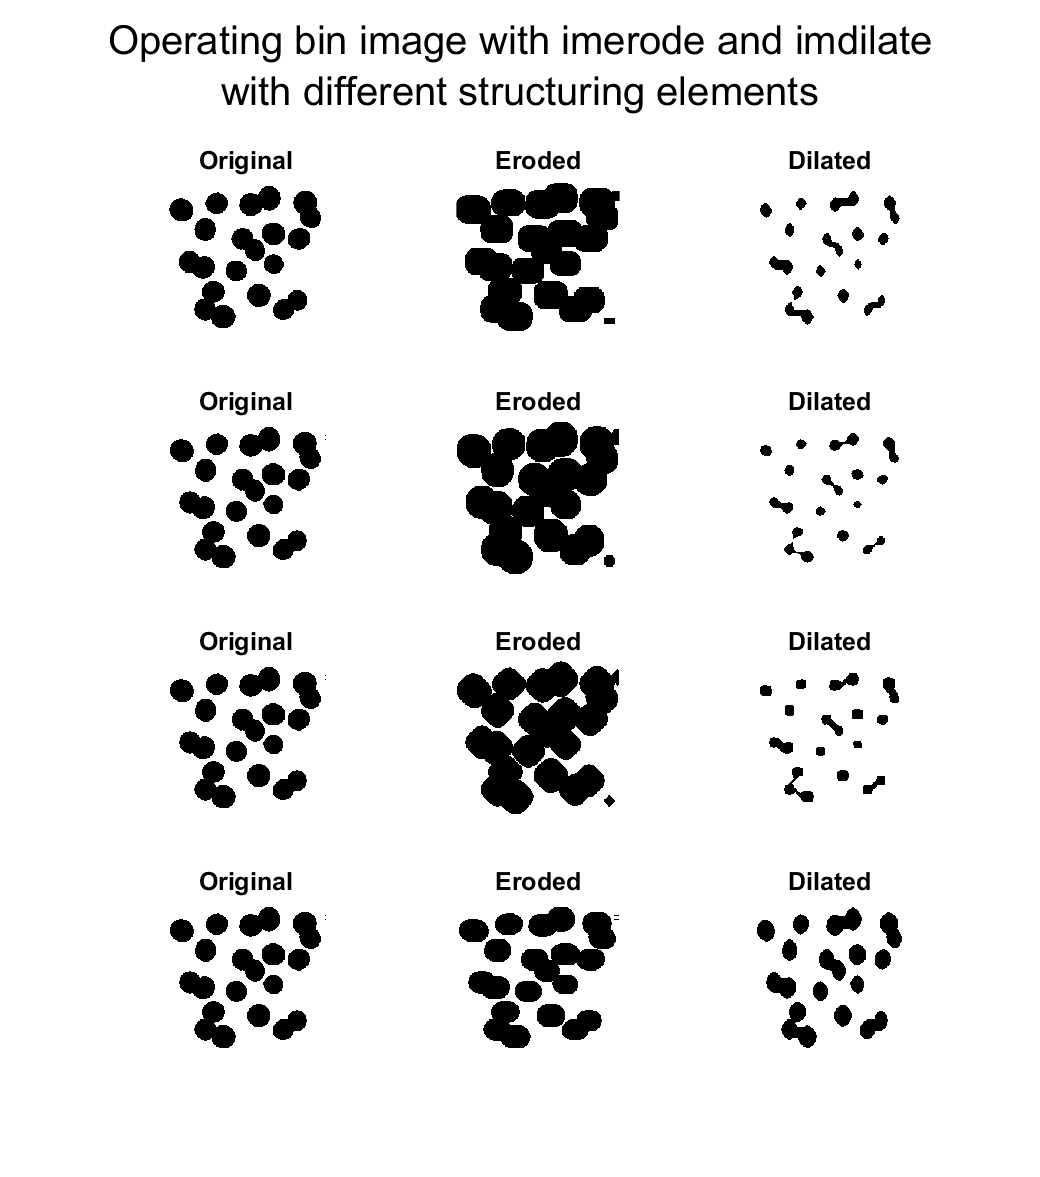 Operating bin image with imerode and imdilate
with different structuring elements
Original Eroded Dilated
Original Eroded Dilated
Original Eroded Dilated
Original Eroded Dilated